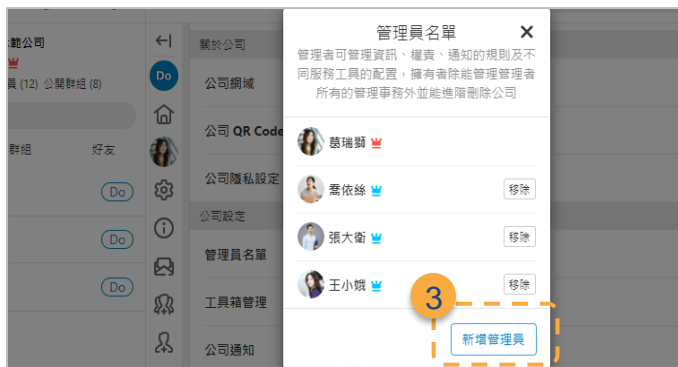 範公司
員 (12) 公開群組 (8)
群組
好友
Do
Do
Do
Do
關於公司
公司網域
公司 QR Code
公司隱私設定
公司設定
管理員名單
工具箱管理
公司通知
管理員名單
管理者可管理資訊、權責、通知的規則及不
同服務工具的配置，擁有者除能管理管理者
所有的管理事務外並能進階刪除公司
葛瑞獅
喬依絲
移除
張大衛
移除
王小娥
移除
3
新增管理員